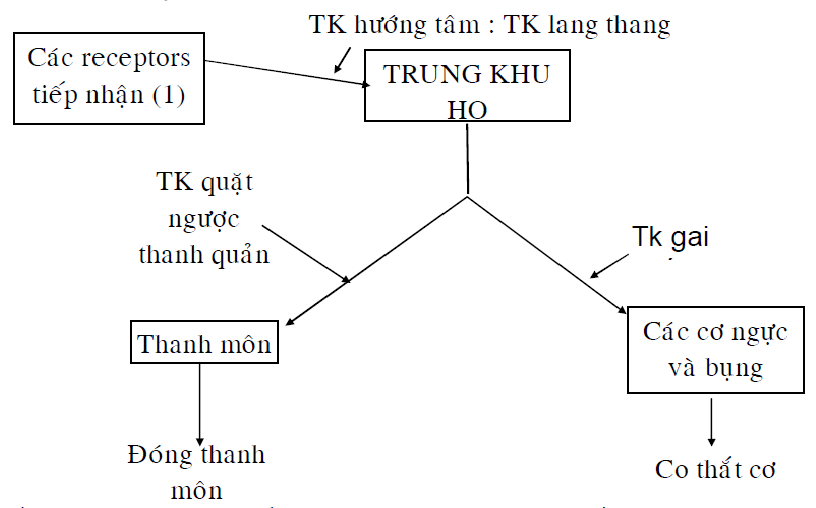 TK hướng tâm : TK lang thang
Các receptors
tiếp nhận (1)
TRUNG KHU
HO
TK quặt
ngược
thanh quản
Tk gai
Thanh môn
Các cơ ngực
và bụng
Đóng thanh
môn
Co thắt cơ